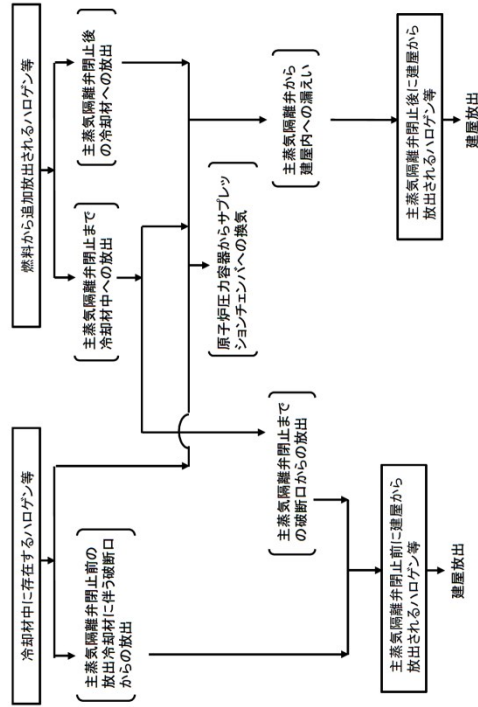 冷却材中に存在するハロゲン等
燃料から追加放出されるハロゲン等
主蒸気隔離弁閉止前の
放出冷却材に伴う破断口
からの放出
主蒸気隔離弁閉止まで
冷却材中への放出
主蒸気隔離弁閉止後
の冷却材への放出
原子炉圧力容器からサプレッ
ションチェンバへの換気
主蒸気隔離弁閉止まで
の破断口からの放出
主蒸気隔離弁から
建屋内への漏えい
主蒸気隔離弁閉止前に建屋から
放出されるハロゲン等
主蒸気隔離弁閉止後に建屋から
放出されるハロゲン等
建屋放出
建屋放出